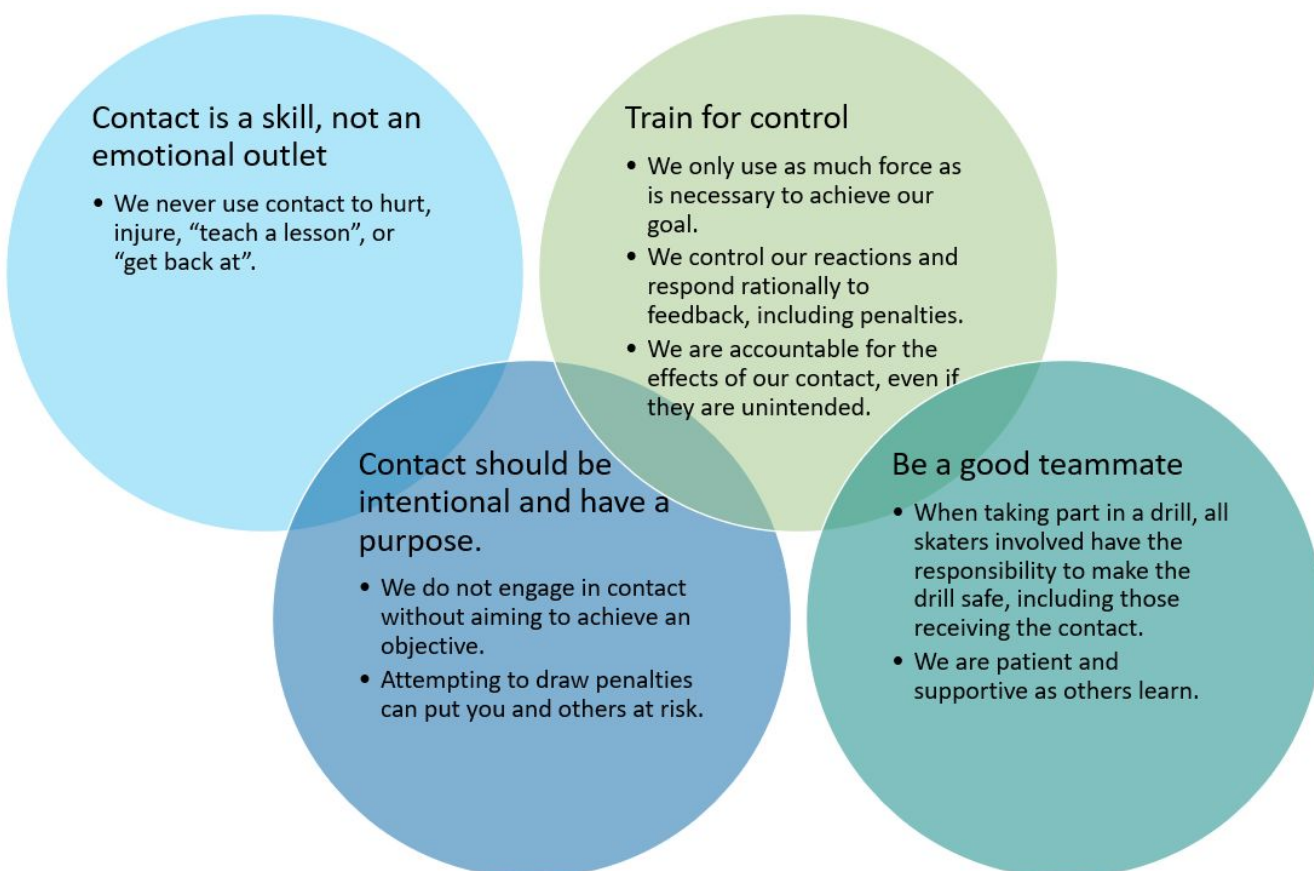 Contact is a skill, not an
emotional outlet
• We never use contact to hurt,
injure, “teach a lesson”, or
“get back at”.
Train for control
• We only use as much force as
is necessary to achieve our
goal.
• We control our reactions and
respond rationally to
feedback, including penalties.
• We are accountable for the
effects of our contact, even if
they are unintended.
Contact should be
intentional and have a
purpose.
• We do not engage in contact
without aiming to achieve an
objective.
• Attempting to draw penalties
can put you and others at risk.
Be a good teammate
• When taking part in a drill, all
skaters involved have the
responsibility to make the
drill safe, including those
receiving the contact.
• We are patient and
supportive as others learn.